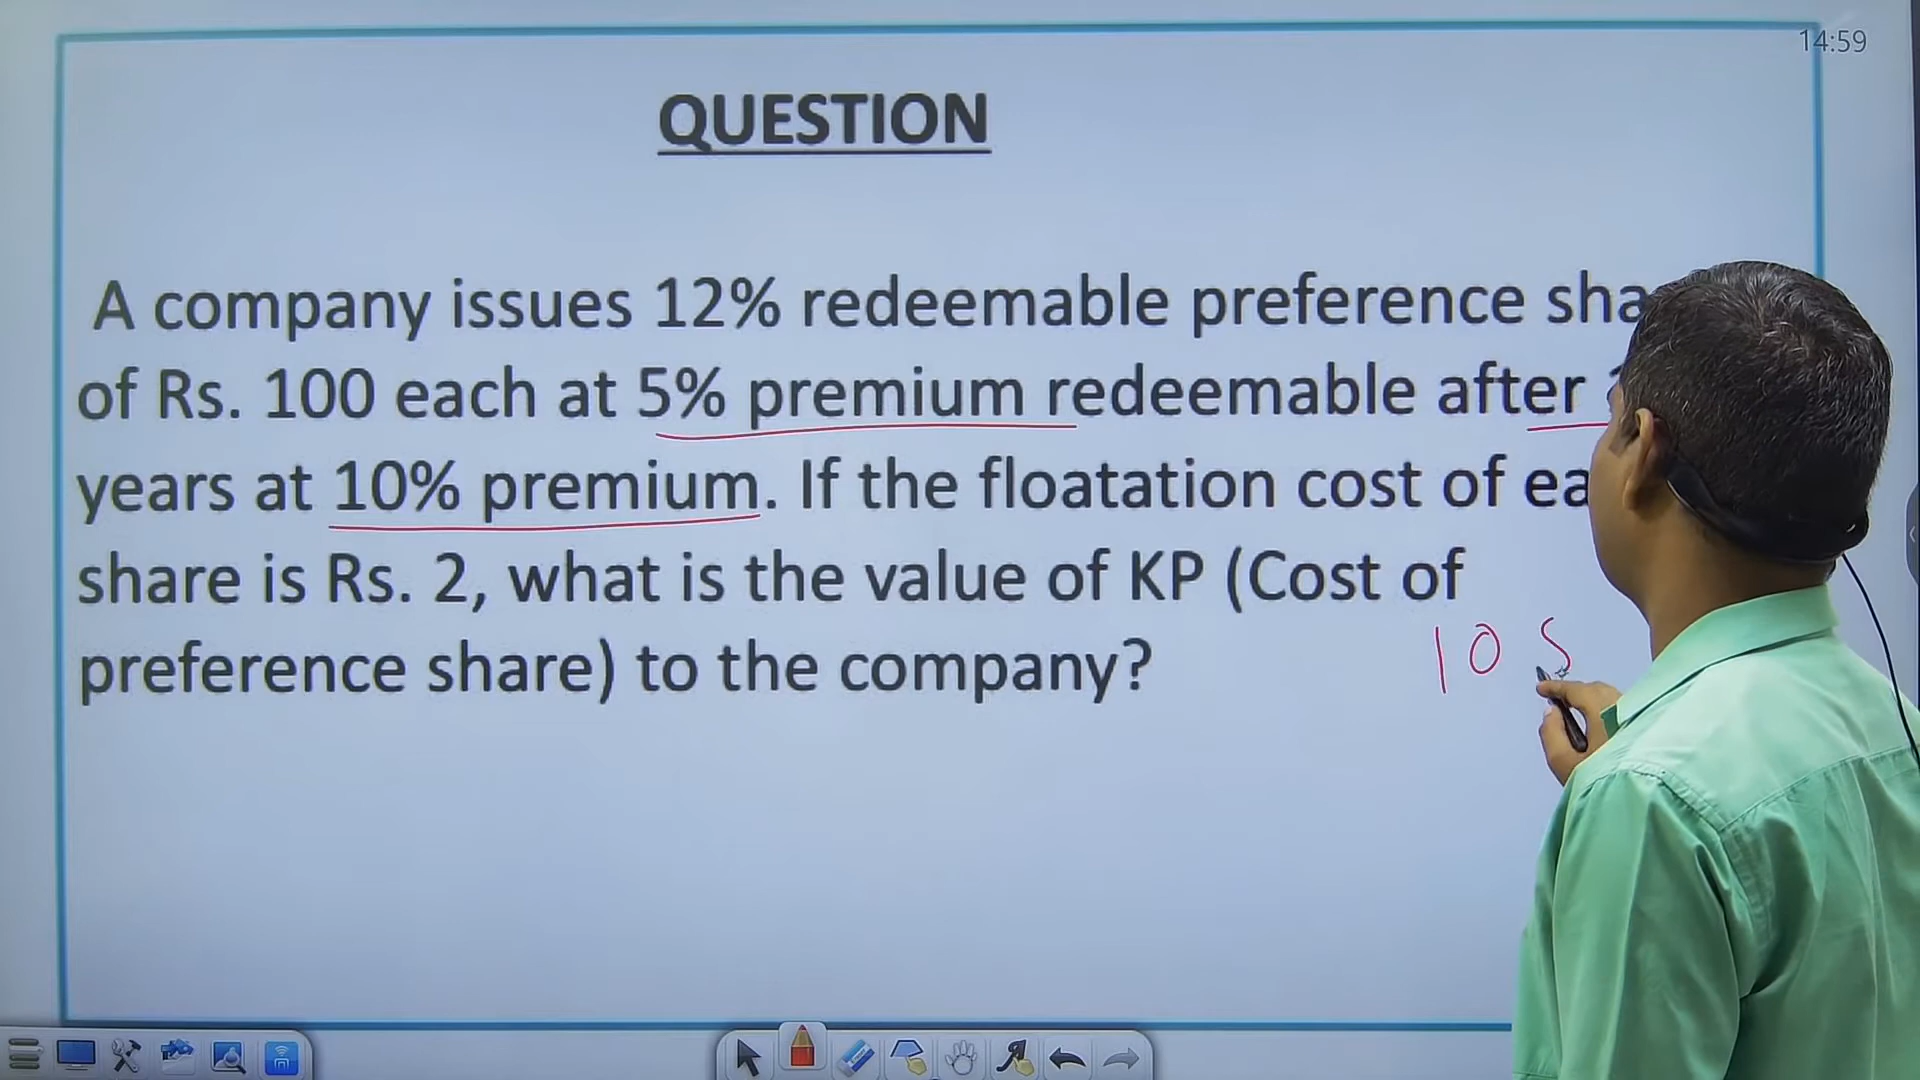 14:59
QUESTION
A company issues 12% redeemable preference
of Rs. 100 each at 5% premium redeemable after
years at 10% premium. If the floatation cost of
share is Rs. 2, what is the value of KP (Cost of
preference share) to the company?
105